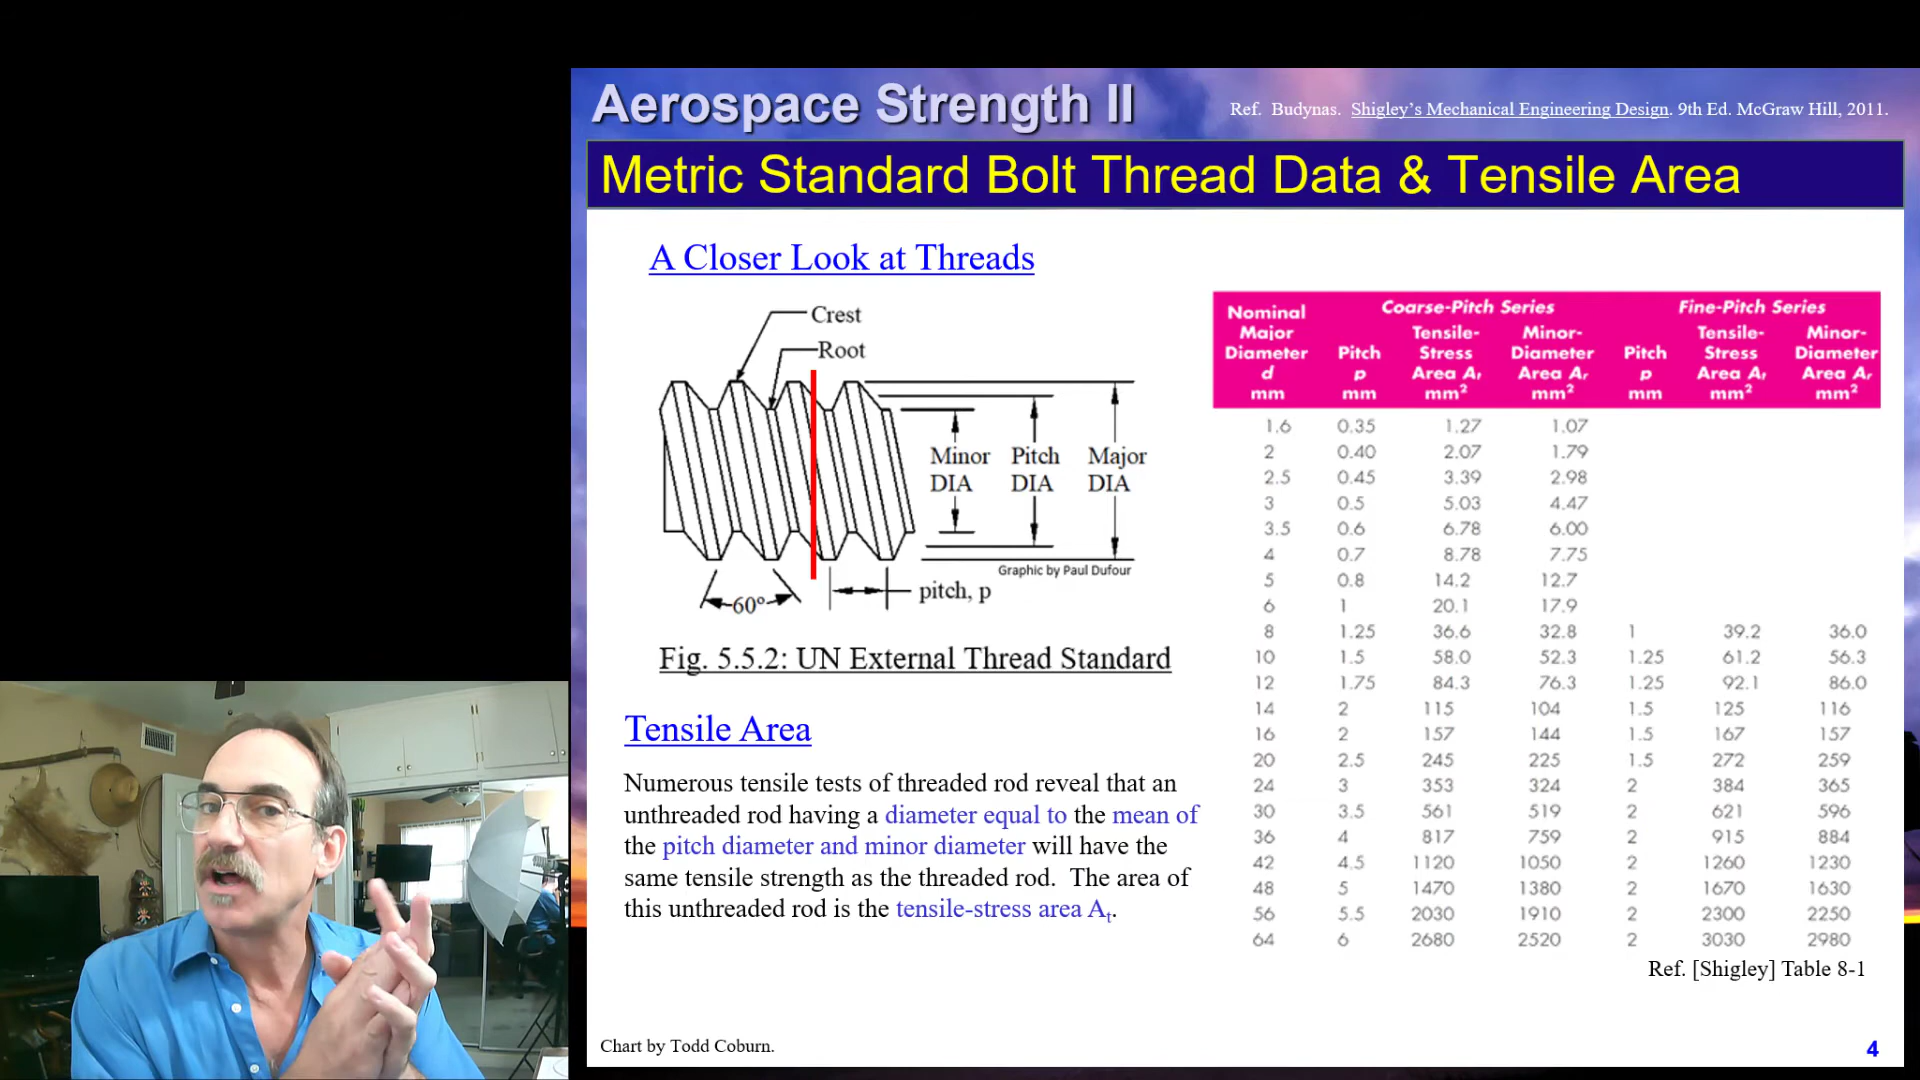 Aerospace Strength II
Ref. Budynas. Shigley's Mechanical Engineering Design. 9th Ed. McGraw Hill, 2011.
Metric Standard Bolt Thread Data & Tensile Area
A Closer Look at Threads
Crest
Root
Minor DIA
Pitch DIA
Major DIA
Graphic by Paul Dufour
60°
pitch, p
Fig. 5.5.2: UN External Thread Standard
Tensile Area
Numerous tensile tests of threaded rod reveal that an
unthreaded rod having a diameter equal to the mean of
the pitch diameter and minor diameter will have the
same tensile strength as the threaded rod. The area of
this unthreaded rod is the tensile-stress area At.
Nominal Major Diameter d mm
Coarse-Pitch Series
Pitch p mm
Tensile-Stress Area At mm²
Minor-Diameter Area Ar mm²
Fine-Pitch Series
Pitch p mm
Tensile-Stress Area At mm²
Minor-Diameter Area Ar mm²
1.6 0.35 1.27 1.07
2 0.40 2.07 1.79
2.5 0.45 3.39 2.98
3 0.5 5.03 4.47
3.5 0.6 6.78 6.00
4 0.7 8.78 7.75
5 0.8 14.2 12.7
6 1 20.1 17.9
8 1.25 36.6 32.8 1 39.2 36.0
10 1.5 58.0 52.3 1.25 61.2 56.3
12 1.75 84.3 76.3 1.25 92.1 86.0
14 2 115 104 1.5 125 116
16 2 157 144 1.5 167 157
20 2.5 245 225 1.5 272 259
24 3 353 324 2 384 365
30 3.5 561 519 2 621 596
36 4 817 759 2 915 884
42 4.5 1120 1050 2 1260 1230
48 5 1470 1380 2 1670 1630
56 5.5 2030 1910 2 2300 2250
64 6 2680 2520 2 3030 2980
Ref. [Shigley] Table 8-1
Chart by Todd Coburn.
4